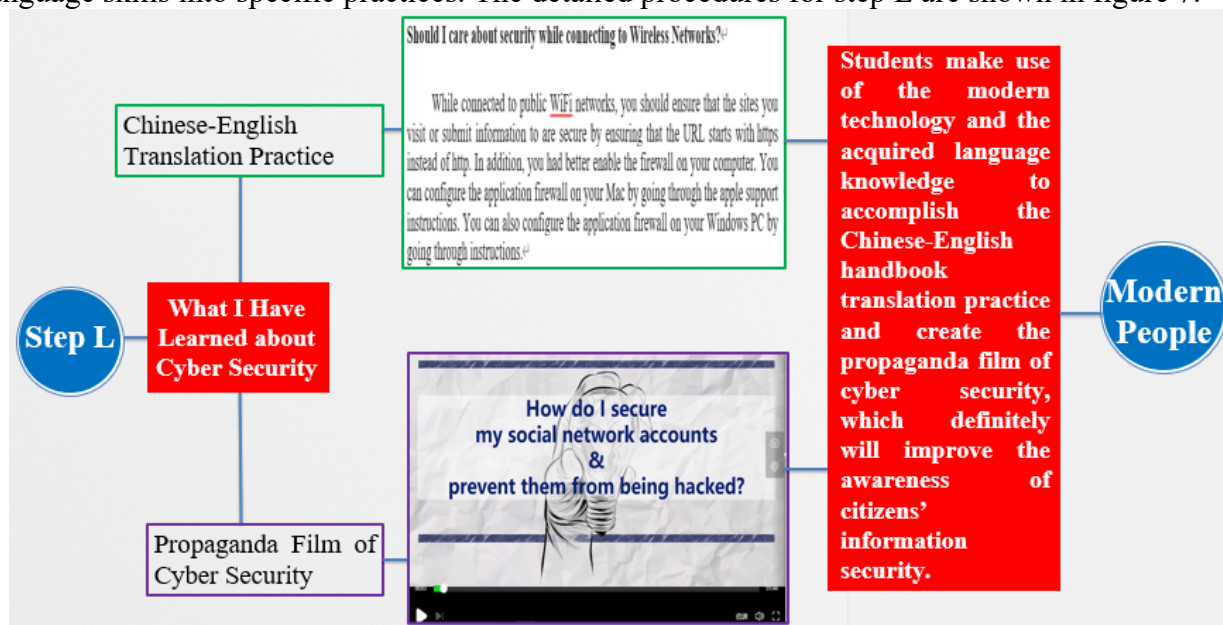 nguage skills into specific practices. The detailed procedures for step L are shown in figure 7.
Should I care about security while connecting to Wireless Networks?
While connected to public WiFi networks, you should ensure that the sites you
visit or submit information to are secure by ensuring that the URL starts with https
instead of http. In addition, you had better enable the firewall on your computer. You
can configure the application firewall on your Mac by going through the apple support
instructions. You can also configure the application firewall on your Windows PC by
going through instructions.
Chinese-English
Translation Practice
Step L
What I Have
Learned about
Cyber Security
Propaganda Film of
Cyber Security
How do I secure
my social network accounts
&
prevent them from being hacked?
Students make use
of the modern
technology and the
acquired language
knowledge to
accomplish the
Chinese-English
handbook
translation practice
and create the
propaganda film of
cyber security,
which definitely
will improve the
awareness of
citizens’
information
security.
Modern
People